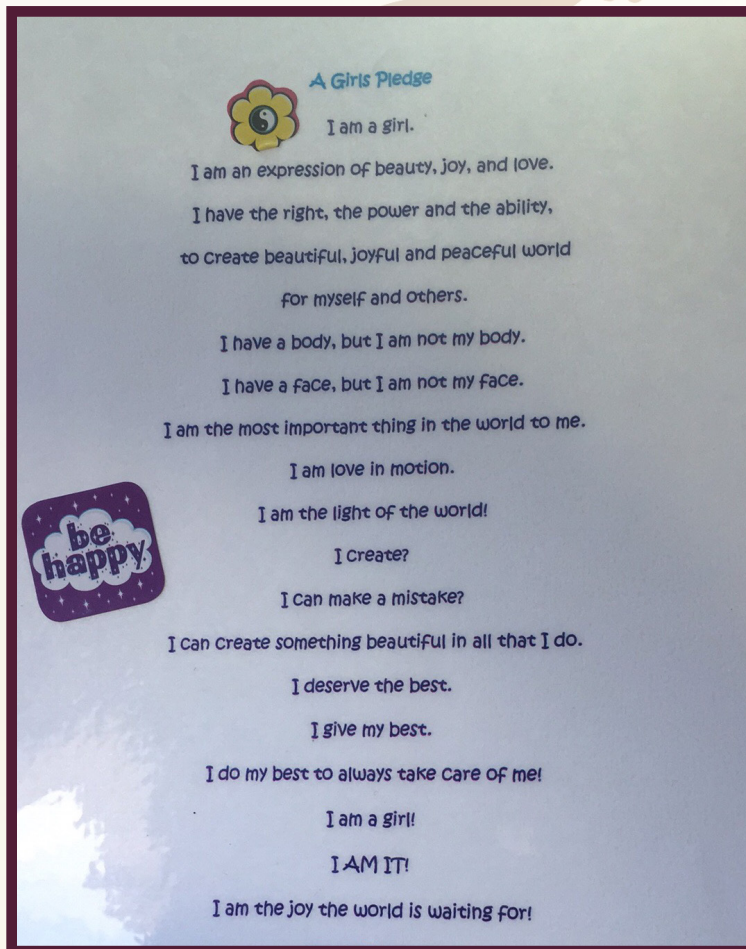 A Girls Pledge
I am a girl.
I am an expression of beauty, joy, and love.
I have the right, the power and the ability,
to create beautiful, joyful and peaceful world
for myself and others.
I have a body, but I am not my body.
I have a face, but I am not my face.
I am the most important thing in the world to me.
I am love in motion.
I am the light of the world!
be
happy
I create?
I can make a mistake?
I can create something beautiful in all that I do.
I deserve the best.
I give my best.
I do my best to always take care of me!
I am a girl!
I AM IT!
I am the joy the world is waiting for!